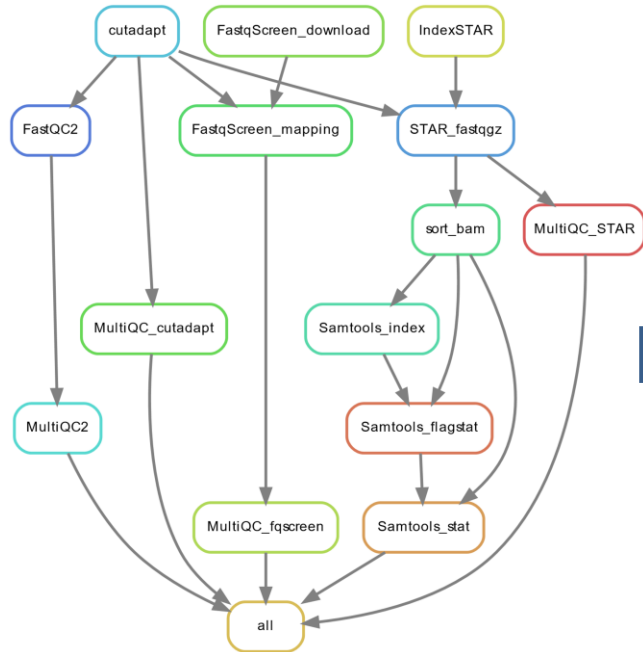 cutadapt
FastqScreen_download
IndexSTAR
FastQC2
FastqScreen_mapping
STAR_fastqgz
sort_bam
MultiQC_STAR
MultiQC_cutadapt
Samtools_index
MultiQC2
Samtools_flagstat
MultiQC_fqscreen
Samtools_stat
all